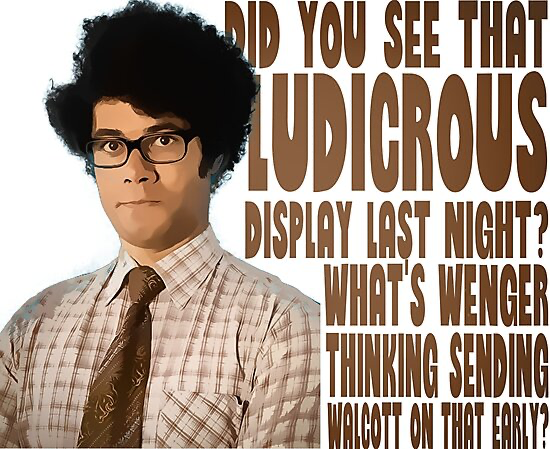 DID YOU SEE THAT
LUDICROUS
DISPLAY LAST NIGHT?
WHAT'S WENGER
THINKING SENDING
WALCOTT ON THAT EARLY?